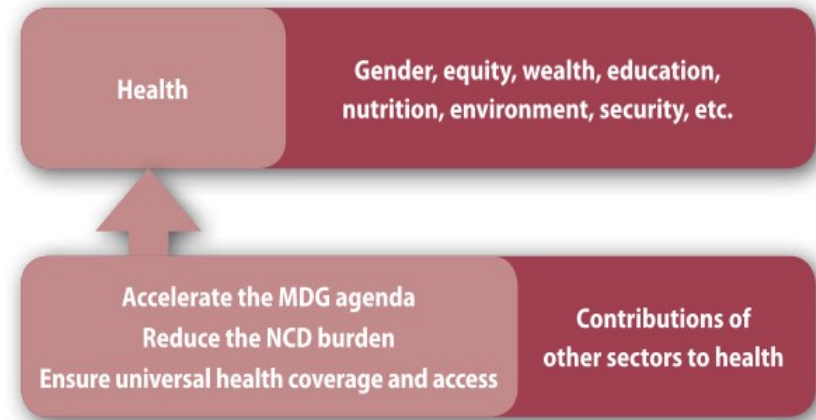 Health
Gender, equity, wealth, education,
nutrition, environment, security, etc.
Accelerate the MDG agenda
Reduce the NCD burden
Ensure universal health coverage and access
Contributions of
other sectors to health